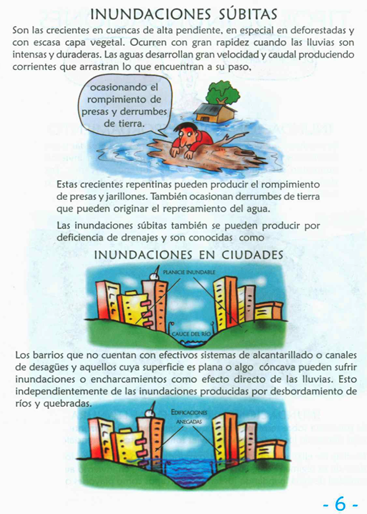 INUNDACIONES SÚBITAS
Son las crecientes en cuencas de alta pendiente, en especial en deforestadas y
con escasa capa vegetal. Ocurren con gran rapidez cuando las lluvias son
intensas y duraderas. Las aguas desarrollan gran velocidad y caudal produciendo
corrientes que arrastran lo que encuentran a su paso,
ocasionando el
rompimiento de
presas y derrumbes
de tierra.
Estas crecientes repentinas pueden producir el rompimiento
de presas y jarillones. También ocasionan derrumbes de tierra
que pueden originar el represamiento del agua.
Las inundaciones súbitas también se pueden producir por
deficiencia de drenajes y son conocidas como
INUNDACIONES EN CIUDADES
PLANICIE INUNDABLE
CAUCE DEL RIO
Los barrios que no cuentan con efectivos sistemas de alcantarillado o canales
de desagües y aquellos cuya superficie es plana o algo cóncava pueden sufrir
inundaciones o encharcamientos como efecto directo de las lluvias. Esto
independientemente de las inundaciones producidas por desbordamiento de
ríos y quebradas.
EDIFICACIONES
ANEGADAS
- 6 -